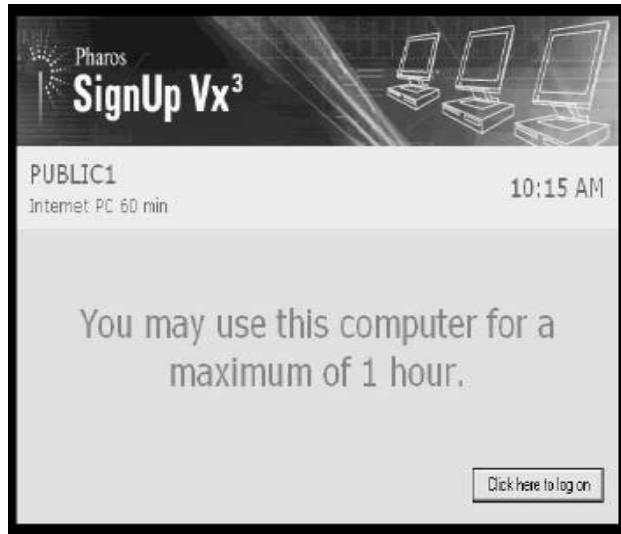 Pharos
SignUp Vx³
PUBLIC1
10:15 AM
Internet PC 60 min
You may use this computer for a
maximum of 1 hour.
Click here to log on